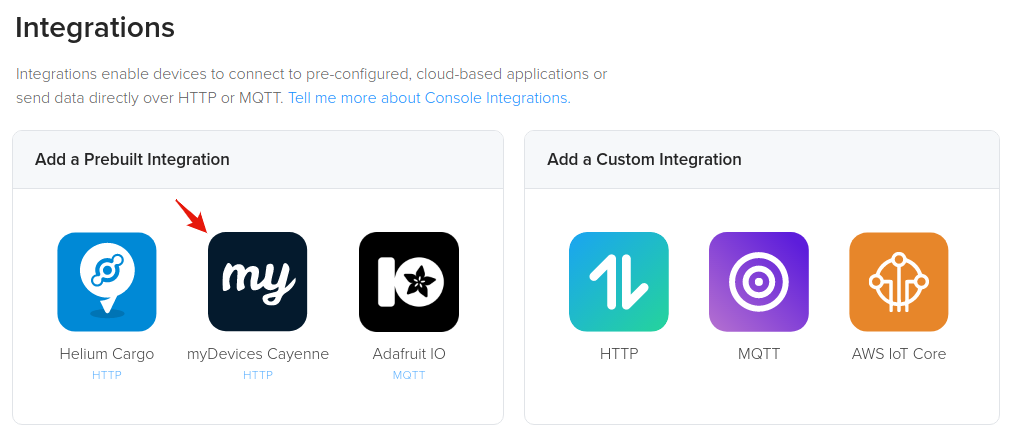 Integrations
Integrations enable devices to connect to pre-configured, cloud-based applications or
send data directly over HTTP or MQTT. Tell me more about Console Integrations.
Add a Prebuilt Integration
my
IO
Helium Cargo
HTTP
myDevices Cayenne
HTTP
Adafruit IO
MQTT
Add a Custom Integration
HTTP
MQTT
AWS IoT Core